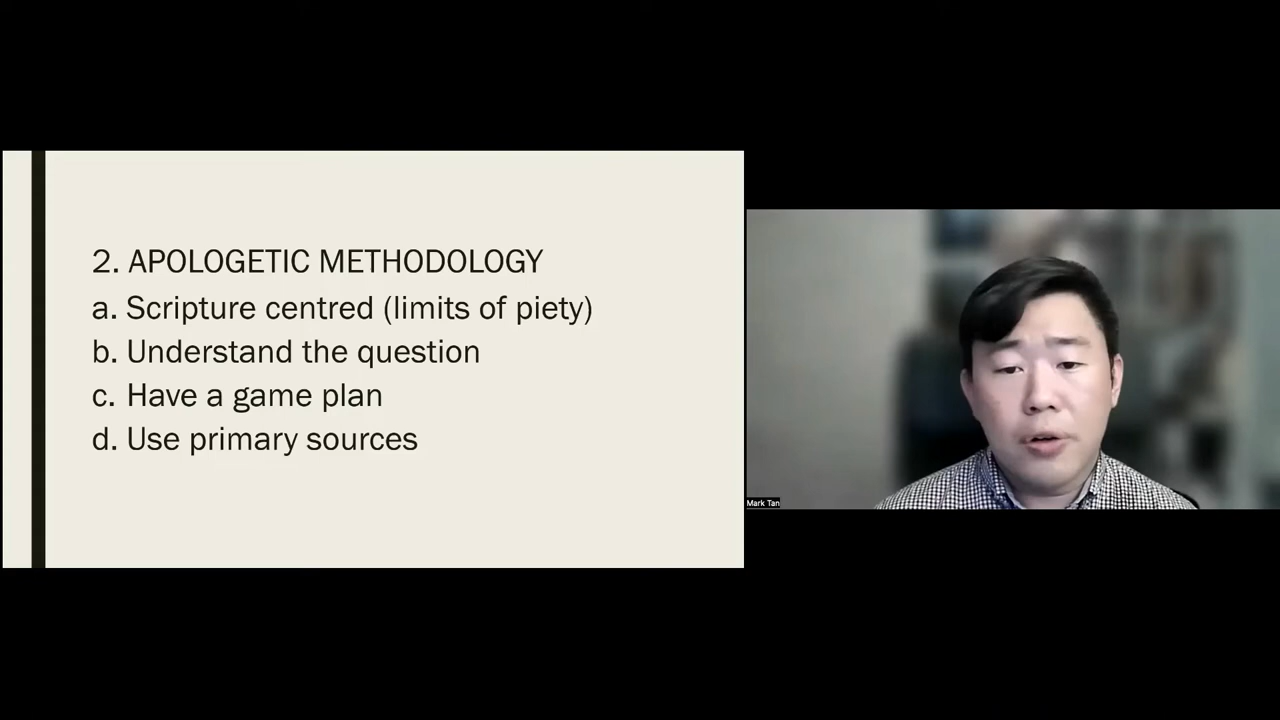 2. APOLOGETIC METHODOLOGY
a. Scripture centred (limits of piety)
b. Understand the question
c. Have a game plan
d. Use primary sources
Mark Tan